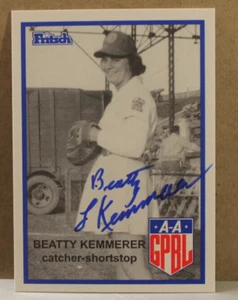 Fritsch
Beatty
L Kemmerer
A-A
GPBL
BEATTY KEMMERER
catcher-shortstop